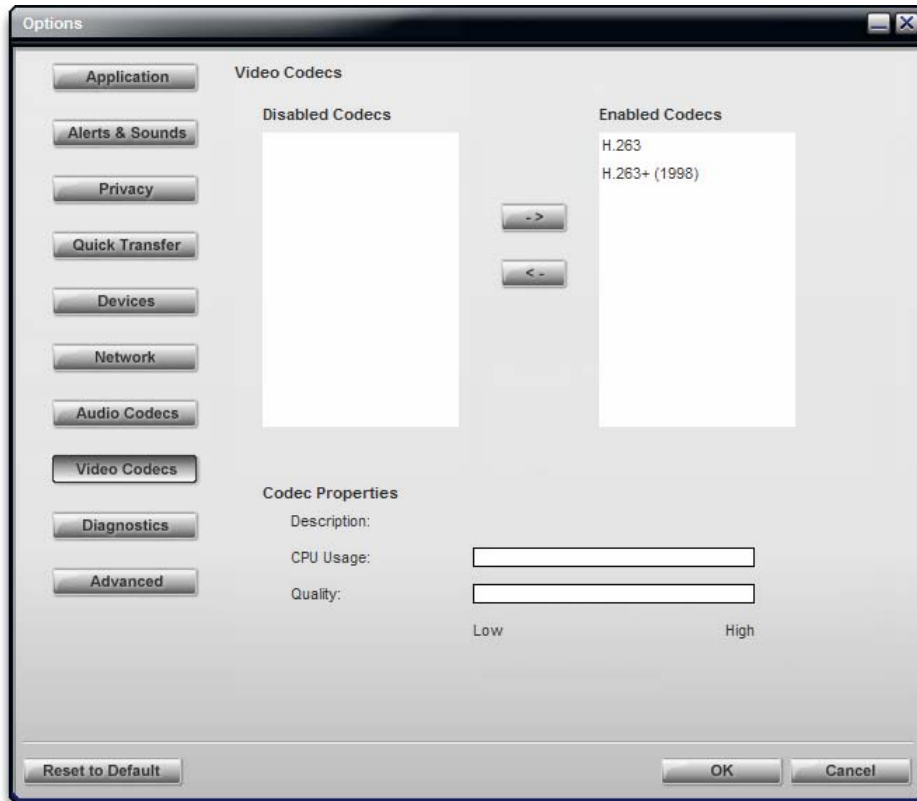 Options
Application
Alerts & Sounds
Privacy
Quick Transfer
Devices
Network
Audio Codecs
Video Codecs
Diagnostics
Advanced
Video Codecs
Disabled Codecs
Enabled Codecs
H.263
H.263+ (1998)
- >
< -
Codec Properties
Description:
CPU Usage:
Quality:
Low High
Reset to Default
OK
Cancel